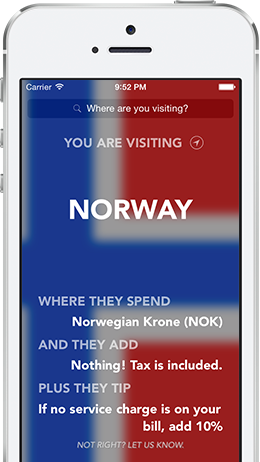 Carrier 9:52 PM
Where are you visiting?
YOU ARE VISITING
NORWAY
WHERE THEY SPEND
Norwegian Krone (NOK)
AND THEY ADD
Nothing! Tax is included.
PLUS THEY TIP
If no service charge is on your
bill, add 10%
NOT RIGHT? LET US KNOW.